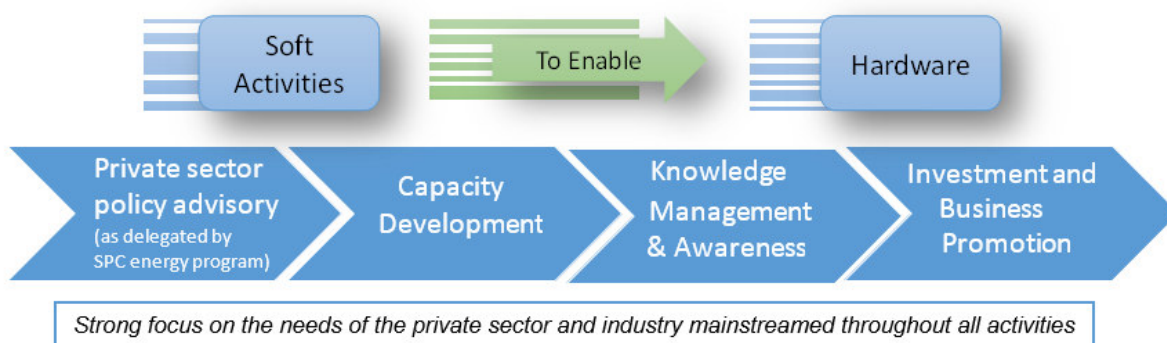 Soft
Activities
To Enable
Hardware
Private sector
policy advisory
(as delegated by
SPC energy program)
Capacity
Development
Knowledge
Management
& Awareness
Investment and
Business
Promotion
Strong focus on the needs of the private sector and industry mainstreamed throughout all activities